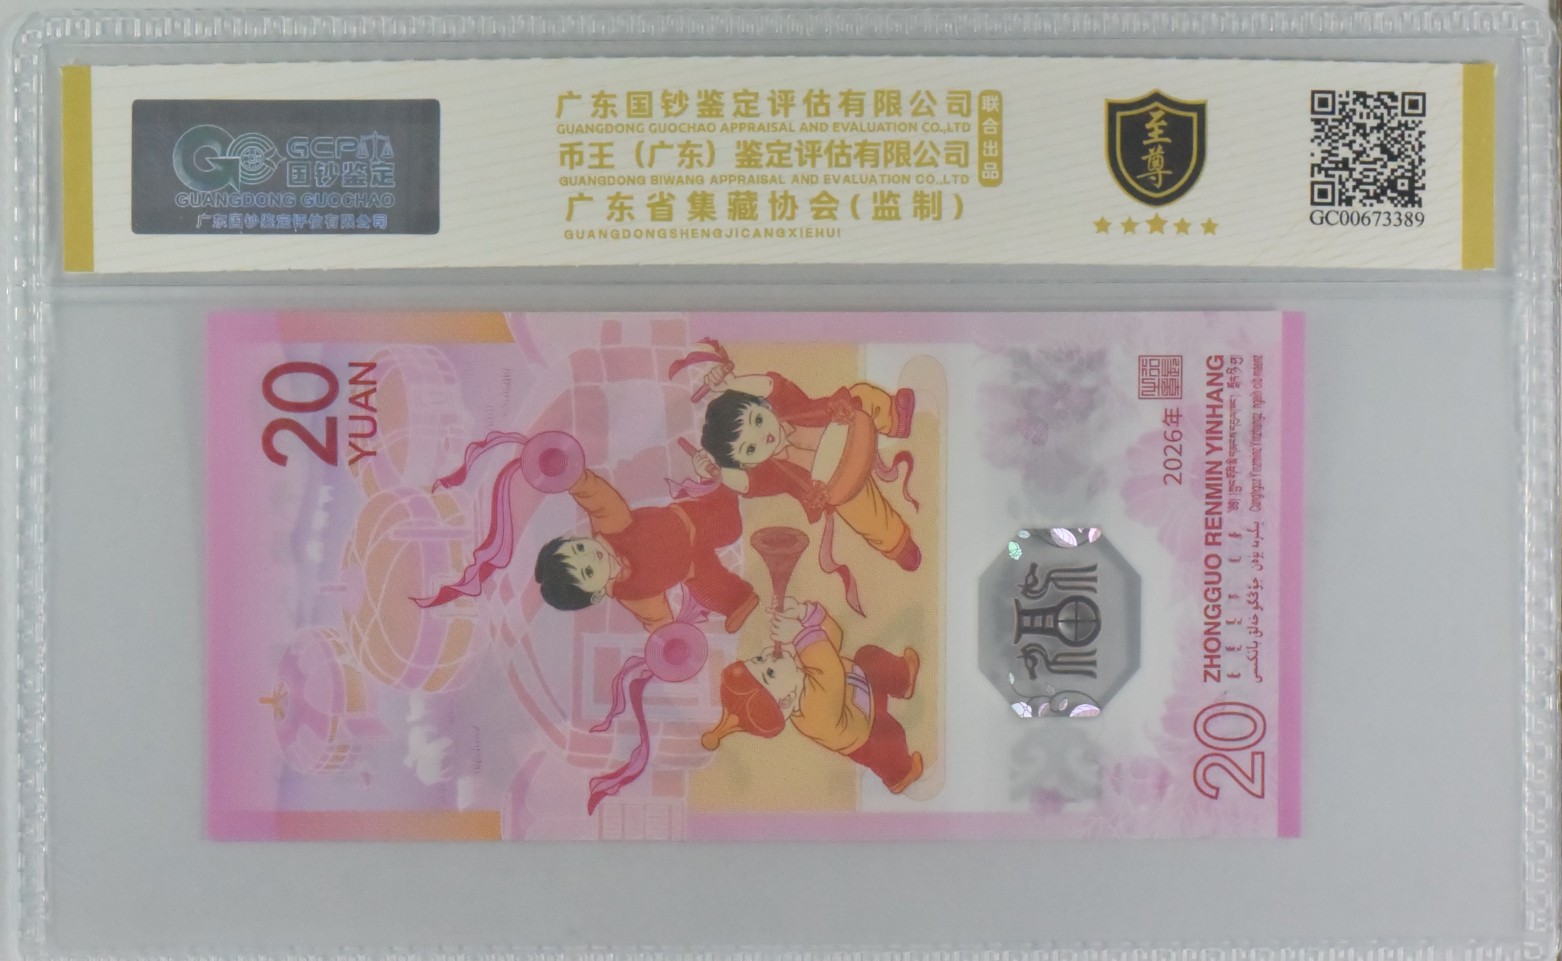 GCP
国钞鉴定
GUANGDONG GUOCHAO
广东国钞鉴定评估有限公司
广东国钞鉴定评估有限公司
GUANGDONG GUOCHAO APPRAISAL AND EVALUATION CO.,LTD
币王（广东）鉴定评估有限公司
GUANGDONG BIWANG APPRAISAL AND EVALUATION CO.,LTD
联合出品
广东省集藏协会(监制)
GUANGDONGSHENGJICANGXIEHUI
至尊
GC00673389
20
YUAN
福
2026年
ZHONGGUO RENMIN YINHANG
20